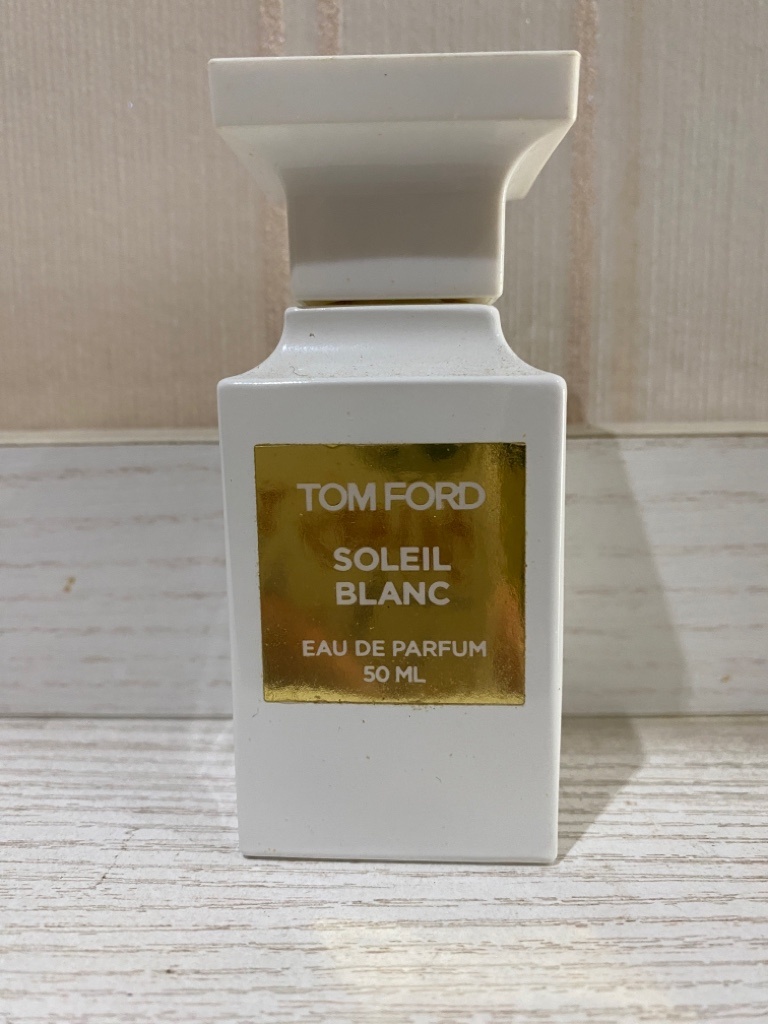 TOM FORD
SOLEIL
BLANC
EAU DE PARFUM
50 ML